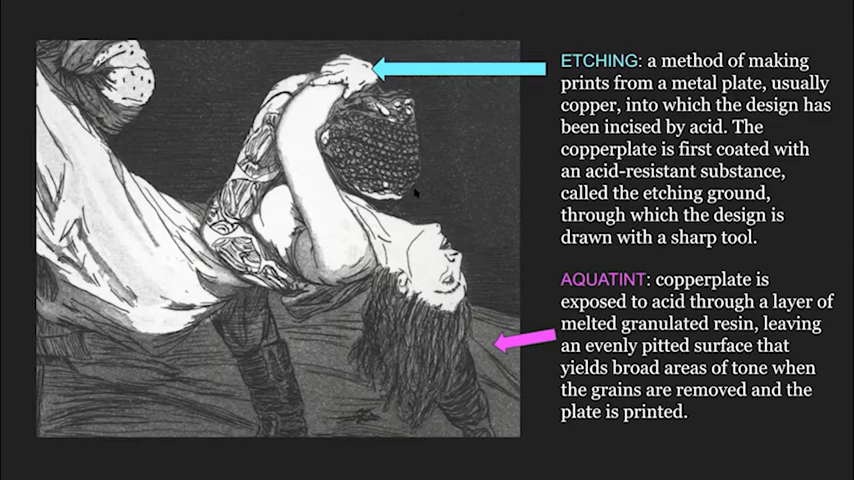 ETCHING: a method of making
prints from a metal plate, usually
copper, into which the design has
been incised by acid. The
copperplate is first coated with
an acid-resistant substance,
called the etching ground,
through which the design is
drawn with a sharp tool.
AQUATINT: copperplate is
exposed to acid through a layer of
melted granulated resin, leaving
an evenly pitted surface that
yields broad areas of tone when
the grains are removed and the
plate is printed.